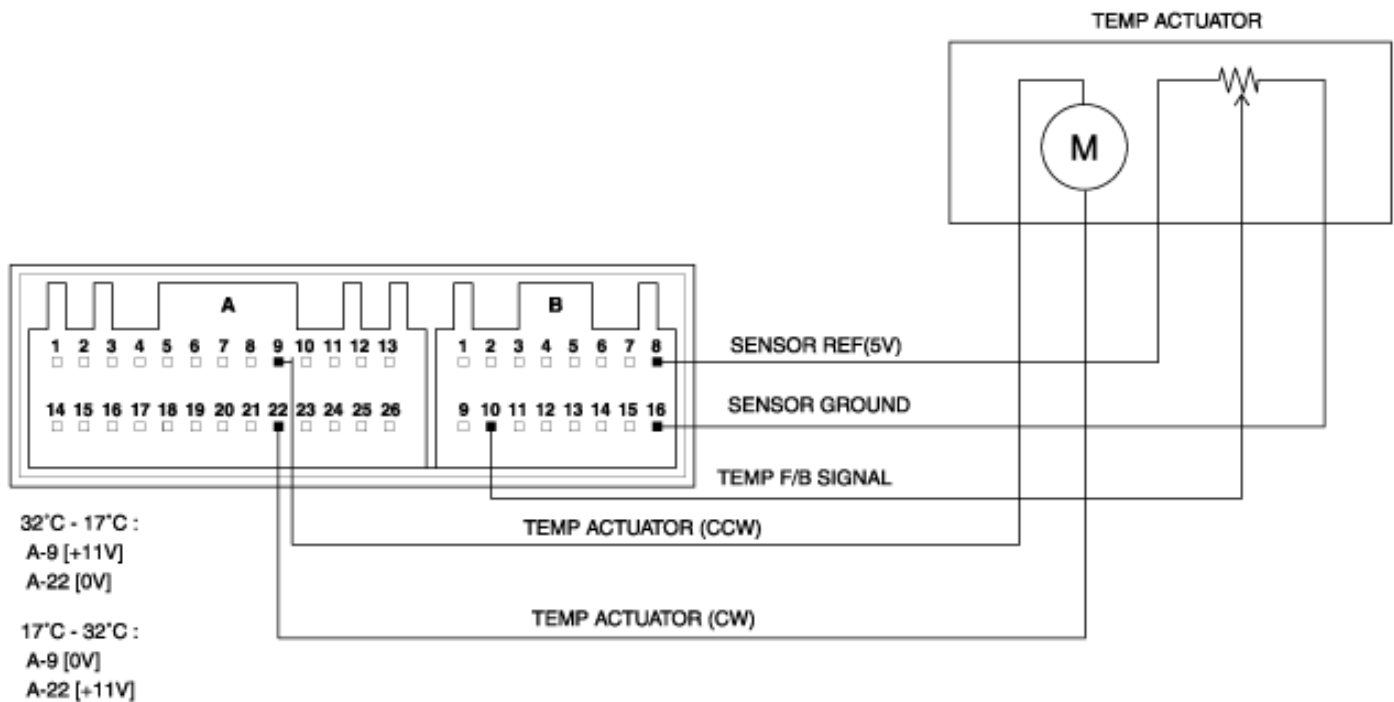 TEMP ACTUATOR
M
A
B
1 2 3 4 5 6 7 8 9 10 11 12 13
1 2 3 4 5 6 7 8
SENSOR REF(5V)
14 15 16 17 18 19 20 21 22 23 24 25 26
9 10 11 12 13 14 15 16
SENSOR GROUND
TEMP F/B SIGNAL
TEMP ACTUATOR (CCW)
TEMP ACTUATOR (CW)
32°C - 17°C :
A-9 [+11V]
A-22 [0V]
17°C - 32°C :
A-9 [0V]
A-22 [+11V]